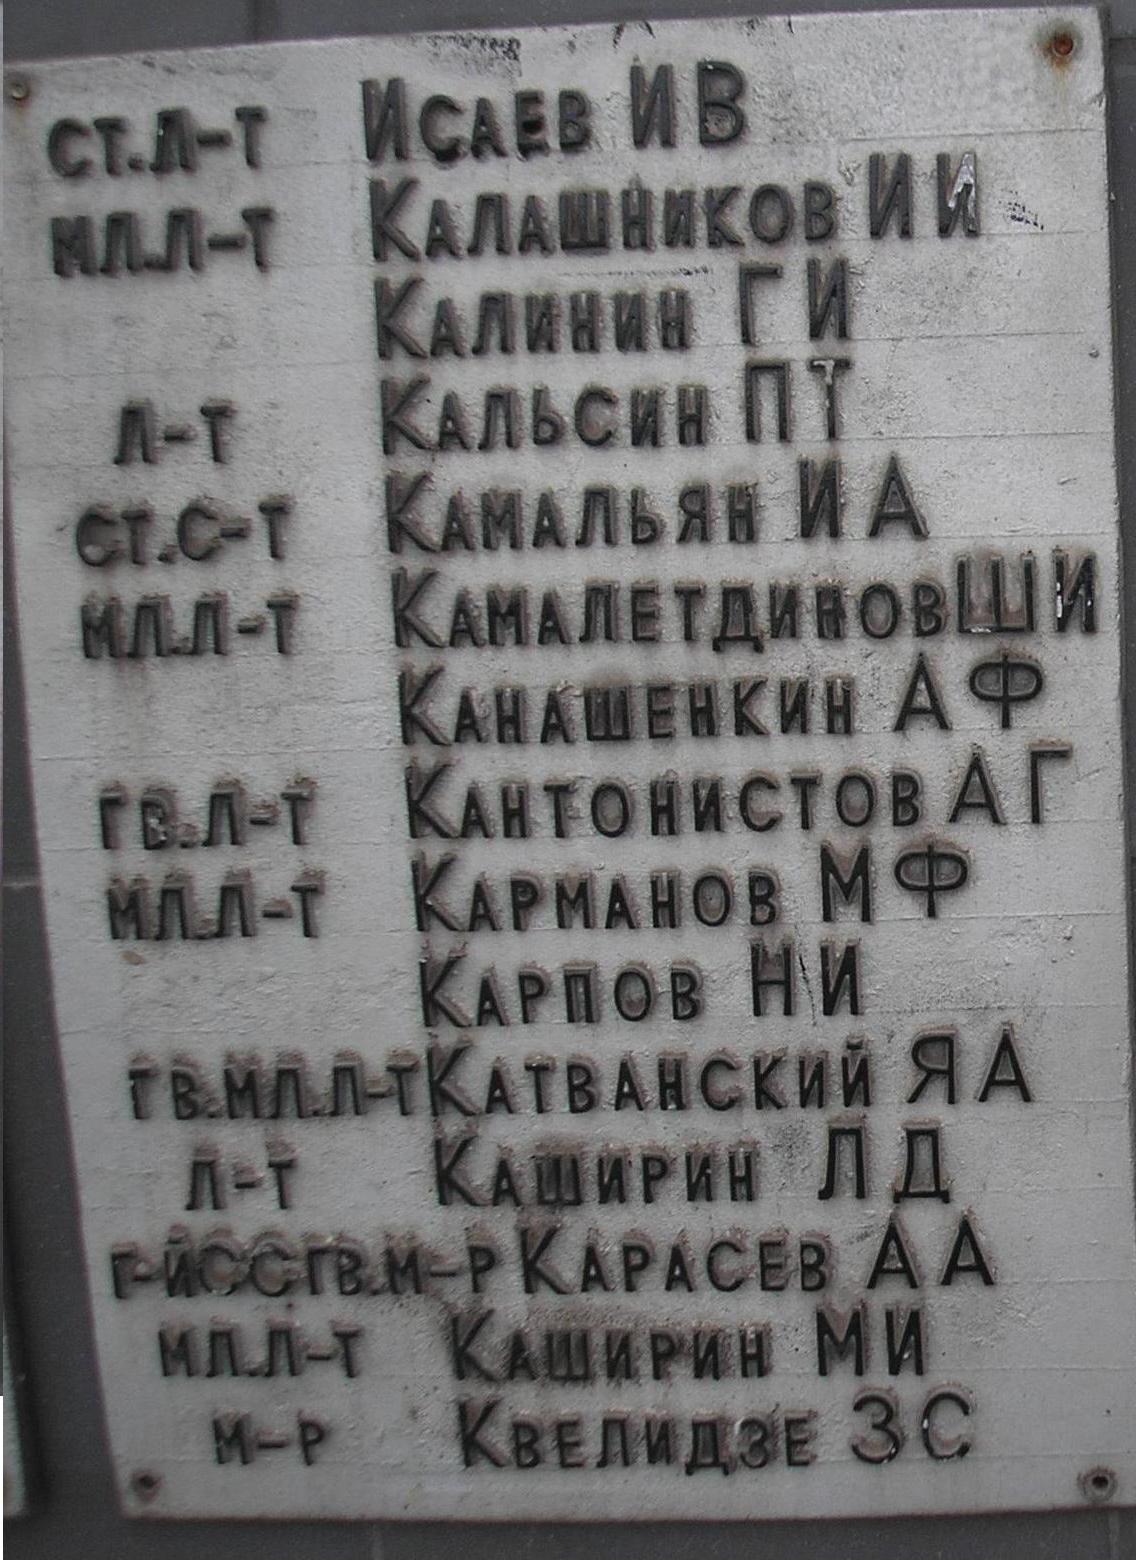 СТ.Л-Т ИСАЕВ И В
МЛ.Л-Т КАЛАШНИКОВ И И
КАЛИНИН Г И
Л-Т КАЛЬСИН П Т
СТ.С-Т КАМАЛЬЯН И А
МЛ.Л-Т КАМАЛЕТДИНОВ Ш И
КАНАШЕНКИН А Ф
ГВ.Л-Т КАНТОНИСТОВ А Г
МЛ.Л-Т КАРМАНОВ М Ф
КАРПОВ Н И
ГВ.МЛ.Л-Т КАТВАНСКИЙ Я А
Л-Т КАШИРИН Л Д
Г-Й СС ГВ.М-Р КАРАСЕВ А А
МЛ.Л-Т КАШИРИН М И
М-Р КВЕЛИДЗЕ З С